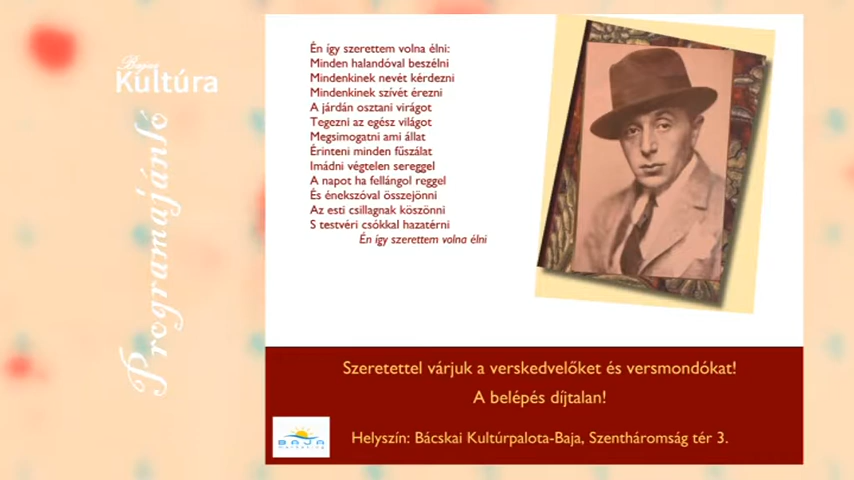 Bajai
Kultúra
Programajánló
Én így szerettem volna élni:
Minden halandóval beszélni
Mindenkinek nevét kérdezni
Mindenkinek szívét érezni
A járdán osztani virágot
Tegezni az egész világot
Megsimogatni ami állat
Érinteni minden fűszálat
Imádni végtelen sereggel
A napot ha fellángol reggel
És énekszóval összejönni
Az esti csillagnak köszönni
S testvéri csókkal hazatérni
Én így szerettem volna élni
Szeretettel várjuk a verskedvelőket és versmondókat!
A belépés díjtalan!
BAJA
marketing
Helyszín: Bácskai Kultúrpalota-Baja, Szentháromság tér 3.